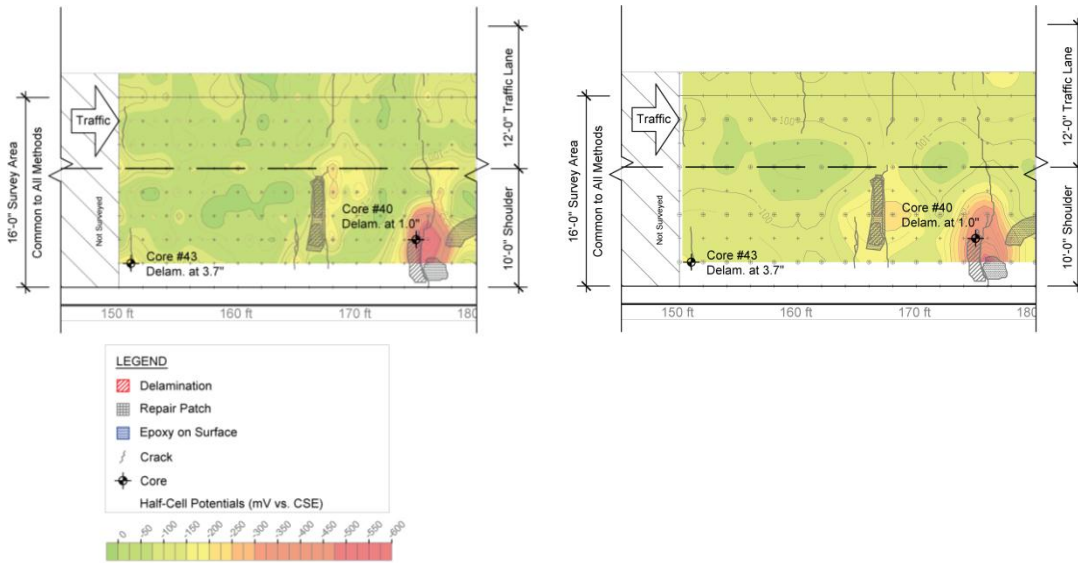 16'-0" Survey Area
Common to All Methods
Traffic
Not Surveyed
Core #40
Delam. at 1.0"
Core #43
Delam. at 3.7"
12'-0" Traffic Lane
10'-0" Shoulder
150 ft
160 ft
170 ft
180
16'-0" Survey Area
Common to All Methods
Traffic
Not Surveyed
-100
Core #40
Delam. at 1.0"
Core #43
Delam. at 3.7"
12'-0" Traffic Lane
10'-0" Shoulder
150 ft
160 ft
170 ft
180
LEGEND
Delamination
Repair Patch
Epoxy on Surface
Crack
Core
Half-Cell Potentials (mV vs. CSE)
0 -50 -100 -150 -200 -250 -300 -350 -400 -450 -500 -550 -600